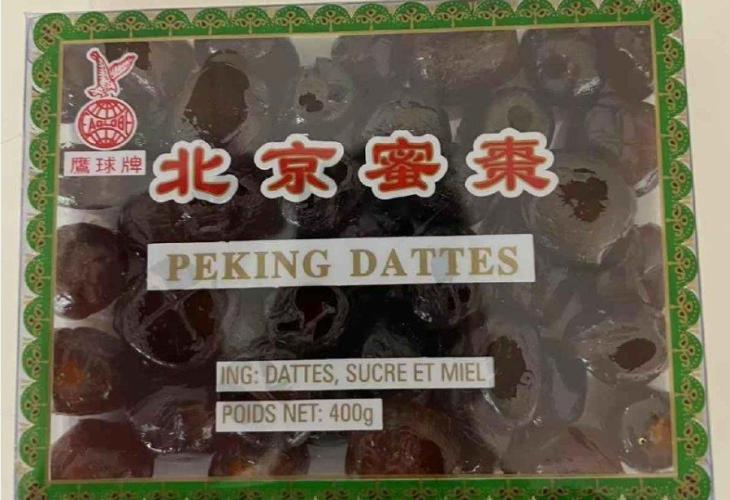 鷹球牌
北京蜜棗
PEKING DATTES
ING: DATTES, SUCRE ET MIEL
POIDS NET: 400g